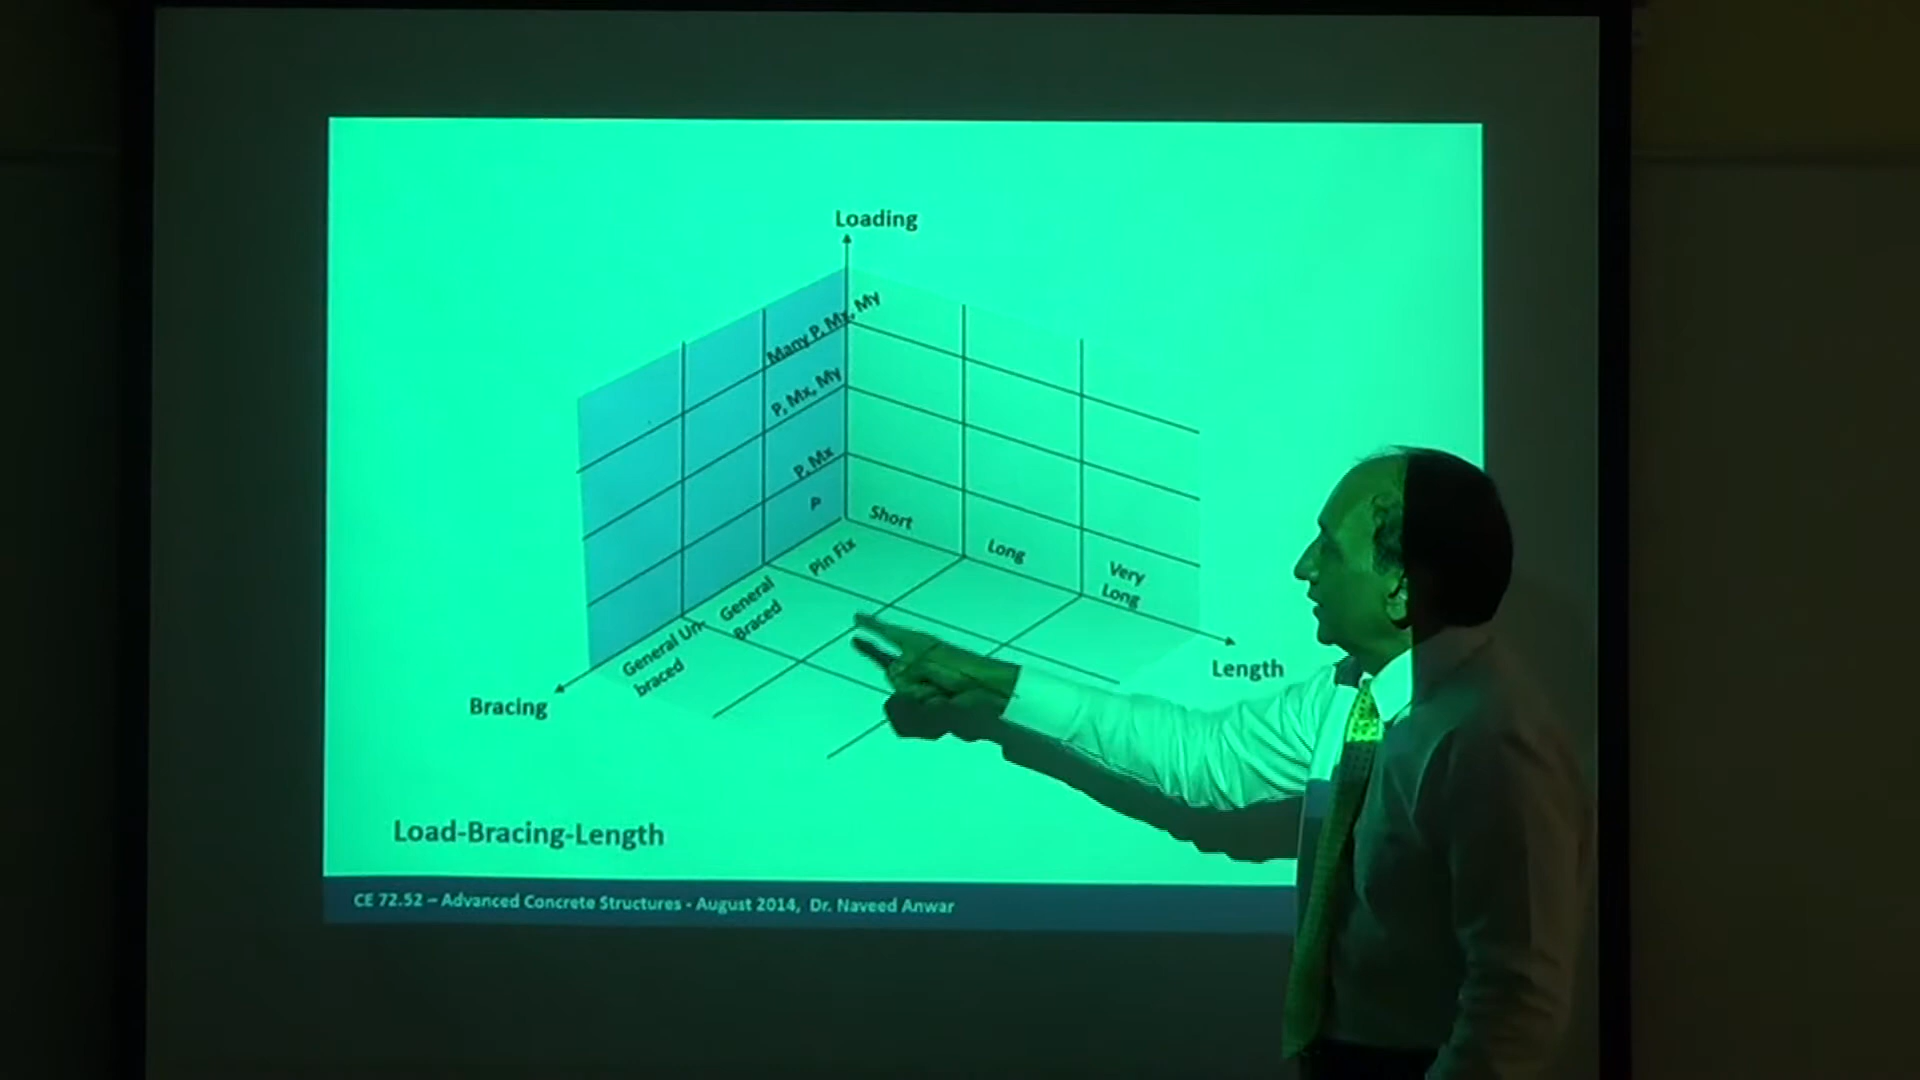 Loading
Many P, Mx, My
P, Mx, My
P, Mx
P
Short
Long
Very
Long
Length
Pin Fix
General
Braced
General Un-
braced
Bracing
Load-Bracing-Length
CE 72.52 – Advanced Concrete Structures - August 2014, Dr. Naveed Anwar